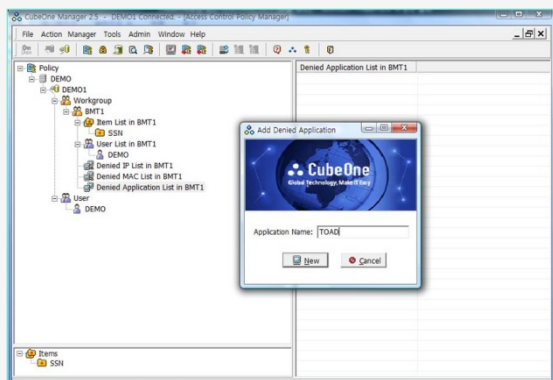 CubeOne Manager 2.5 - DEMO1 Connected. - [Access Control Policy Manager]
File Action Manager Tools Admin Window Help
Policy
DEMO
DEMO1
Workgroup
BMT1
Item List in BMT1
SSN
User List in BMT1
DEMO
Denied IP List in BMT1
Denied MAC List in BMT1
Denied Application List in BMT1
User
DEMO
Denied Application List in BMT1
Add Denied Application
CubeOne
Global Technology, Make IT Easy
Application Name: TOAD
New Cancel
Items
SSN